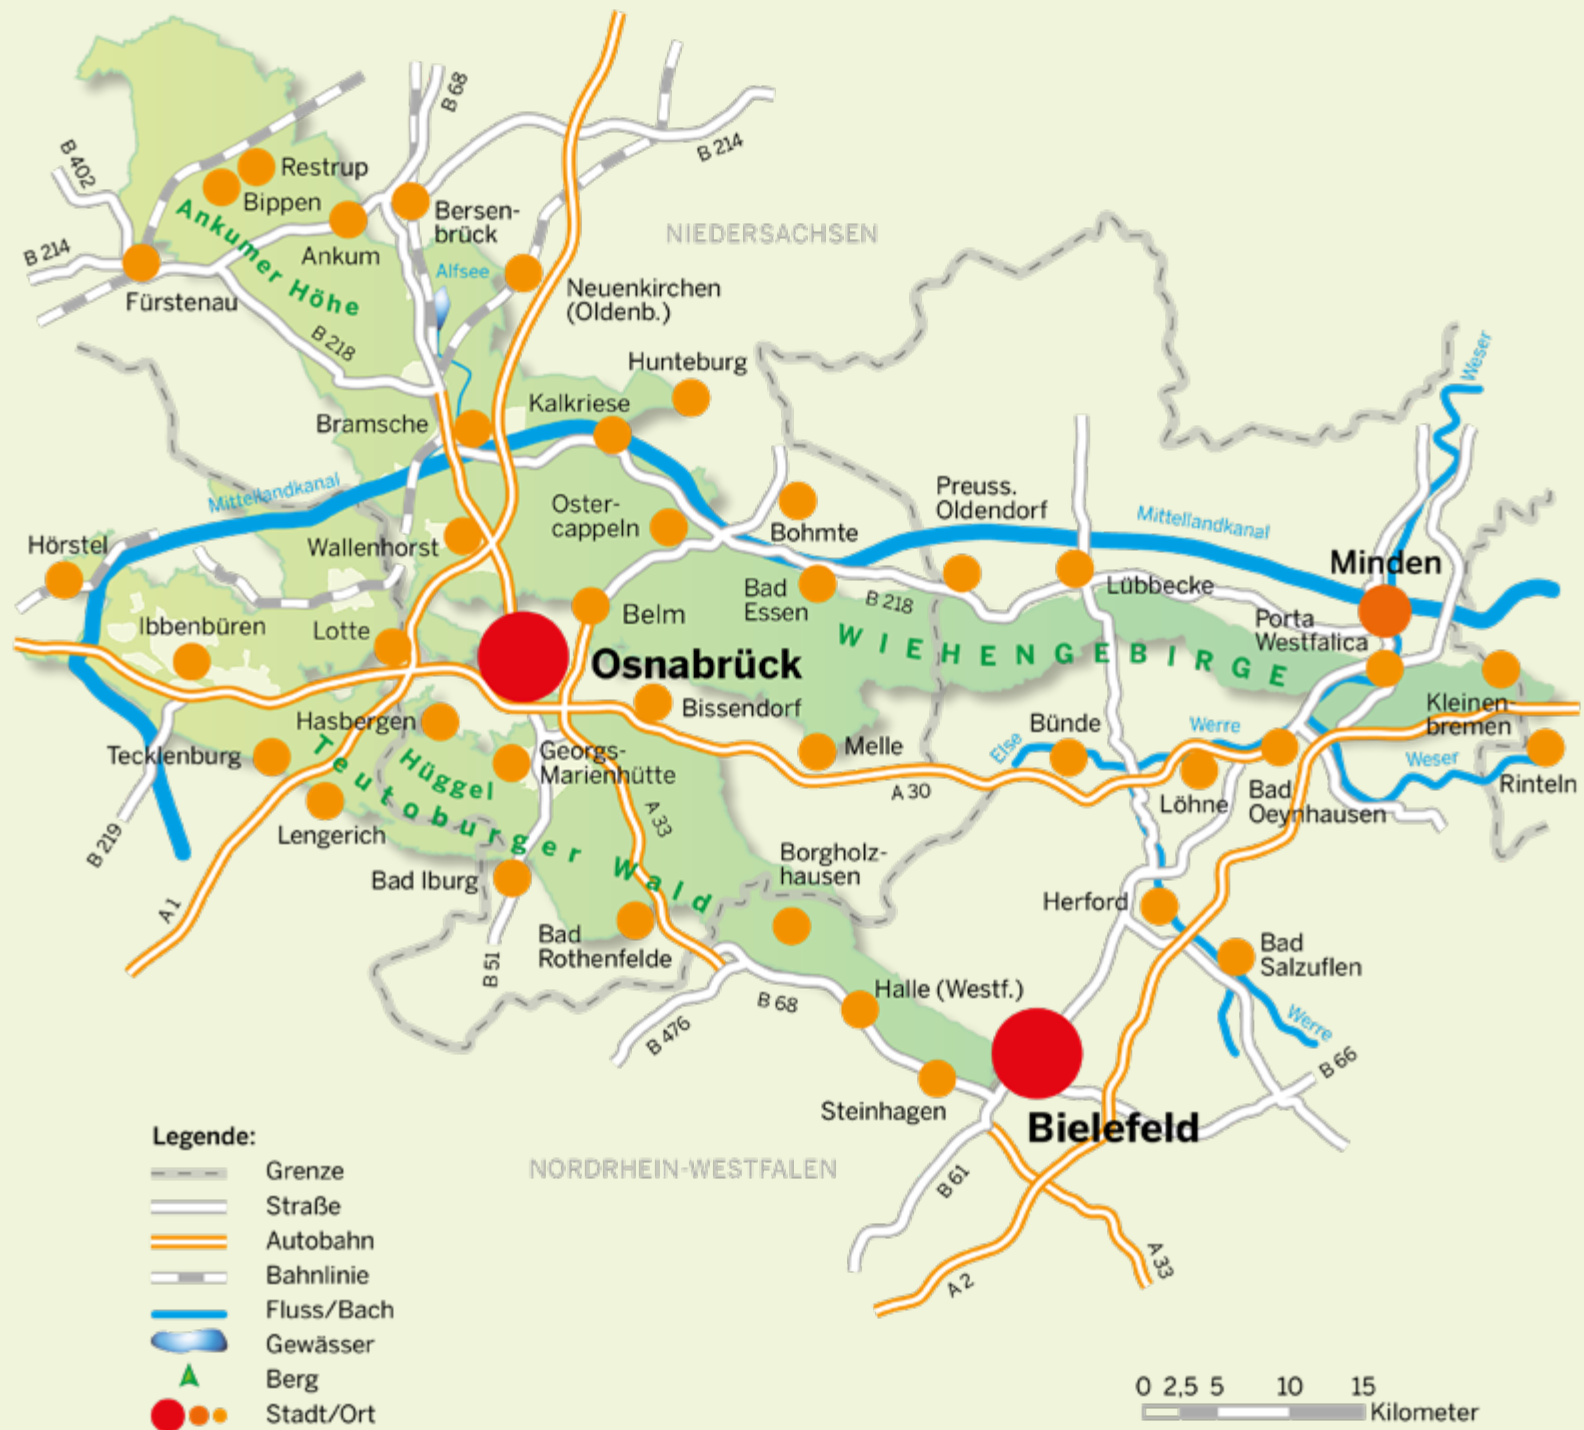 B 68
B 402
B 214
Restrup
Bippen
Bersen-
brück
NIEDERSACHSEN
B 214
Ankum
Ankumer Höhe
Alfsee
Fürstenau
Neuenkirchen
(Oldenb.)
B 218
Hunteburg
Weser
Kalkriese
Bramsche
Mittellandkanal
Preuss.
Oldendorf
Oster-
cappeln
Mittellandkanal
Bohmte
Hörstel
Wallenhorst
Minden
Bad
Essen
B 218
Lübbecke
Belm
Porta
Westfalica
Ibbenbüren
Lotte
WIEHENGEBIRGE
Osnabrück
Bissendorf
Kleinen-
bremen
Hasbergen
Bünde
Werre
Else
Tecklenburg
Georgs-
Marienhütte
Melle
Weser
Hüggel
Teutoburger Wald
A 30
Rinteln
Löhne
Bad
Oeynhausen
Lengerich
A 33
B 219
Borgholz-
hausen
Bad Iburg
A 1
Herford
Bad
Rothenfelde
Bad
Salzuflen
B 51
B 68
Halle (Westf.)
Werre
B 476
B 66
Steinhagen
Bielefeld
NORDRHEIN-WESTFALEN
B 61
A 33
A 2
Legende:
Grenze
Straße
Autobahn
Bahnlinie
Fluss/Bach
Gewässer
Berg
Stadt/Ort
0 2,5 5 10 15
Kilometer